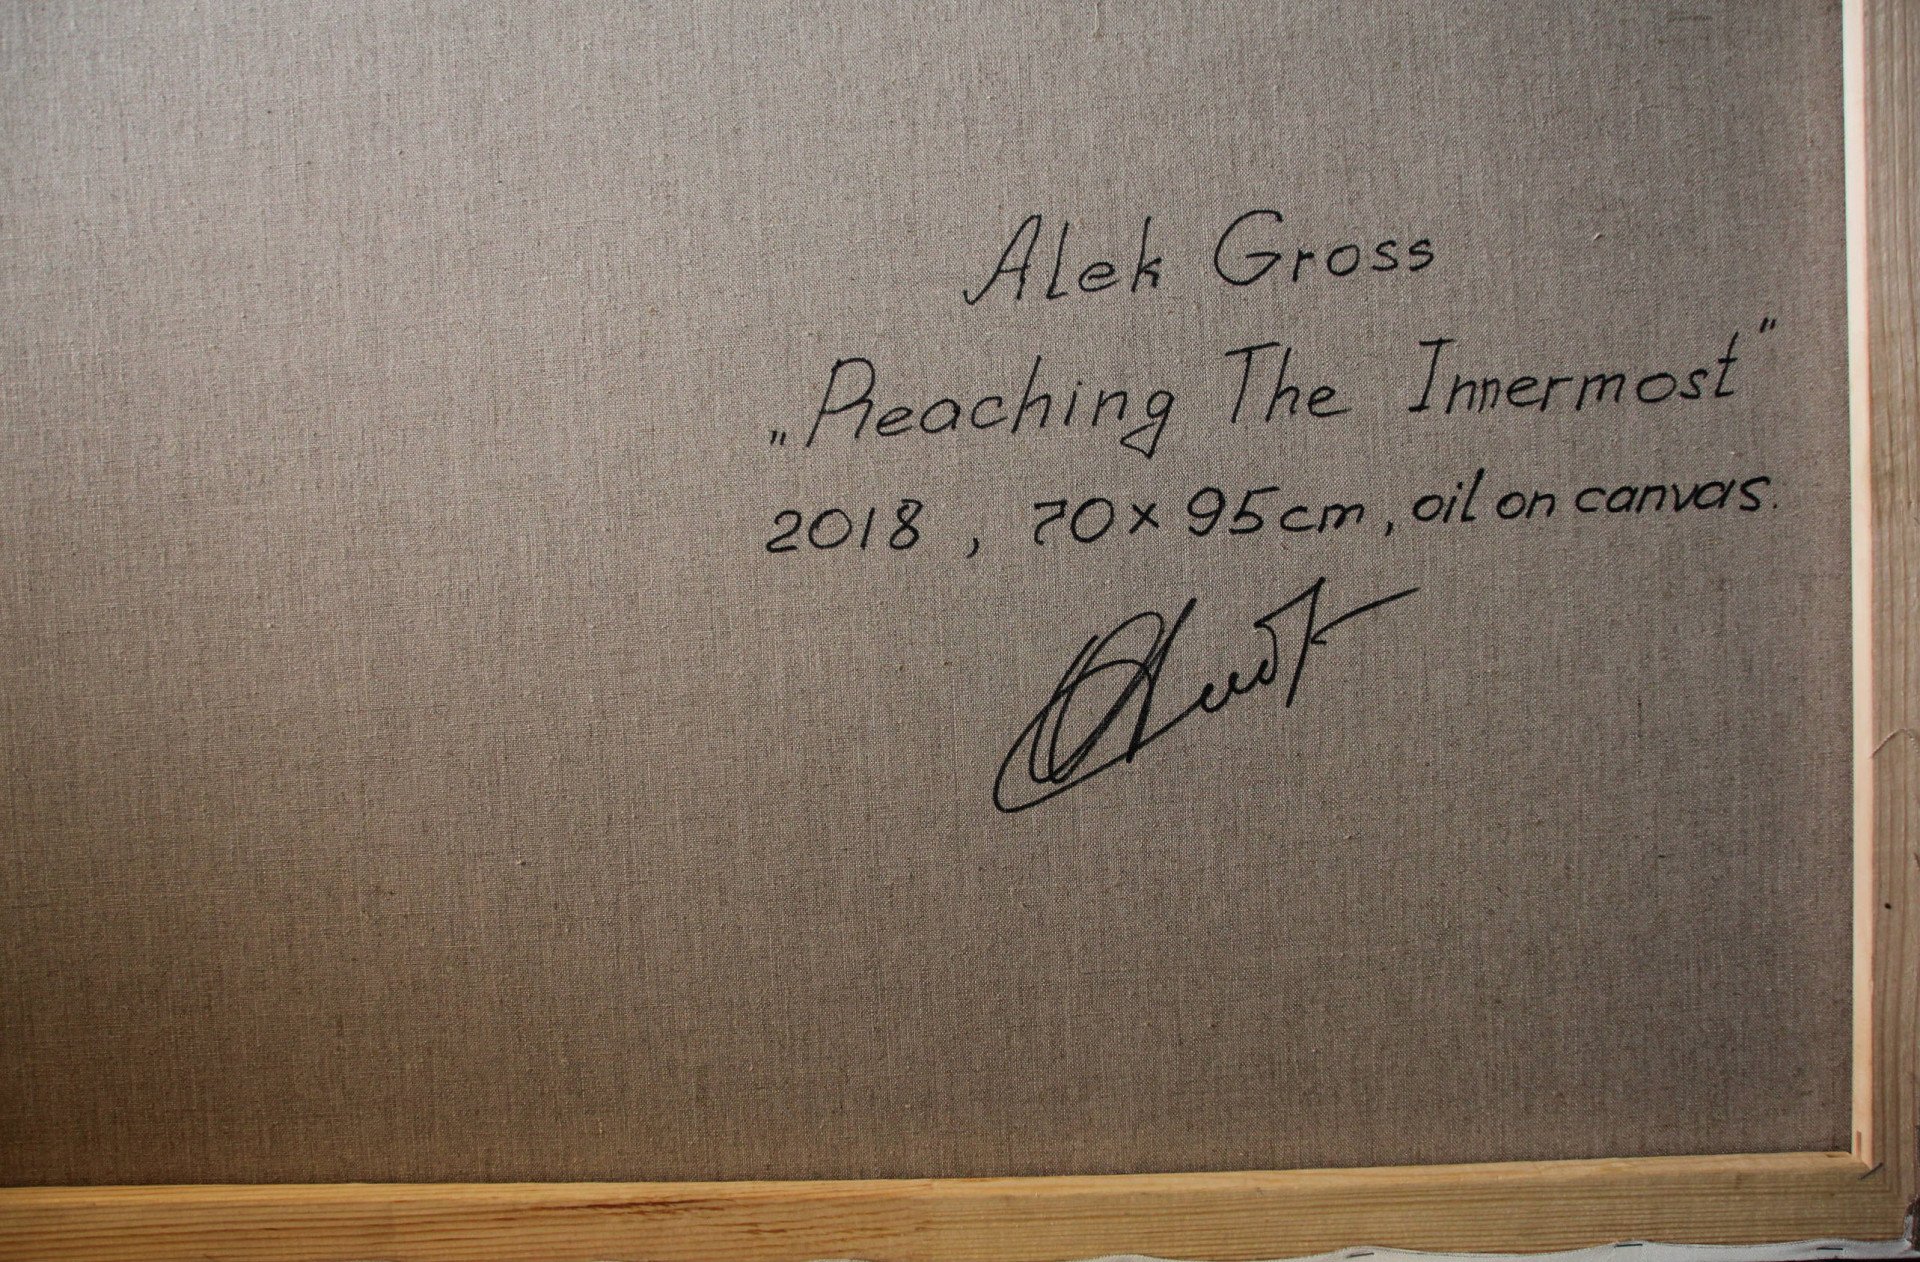 Alek Gross
„Reaching The Innermost"
2018, 70×95cm, oil on canvas.